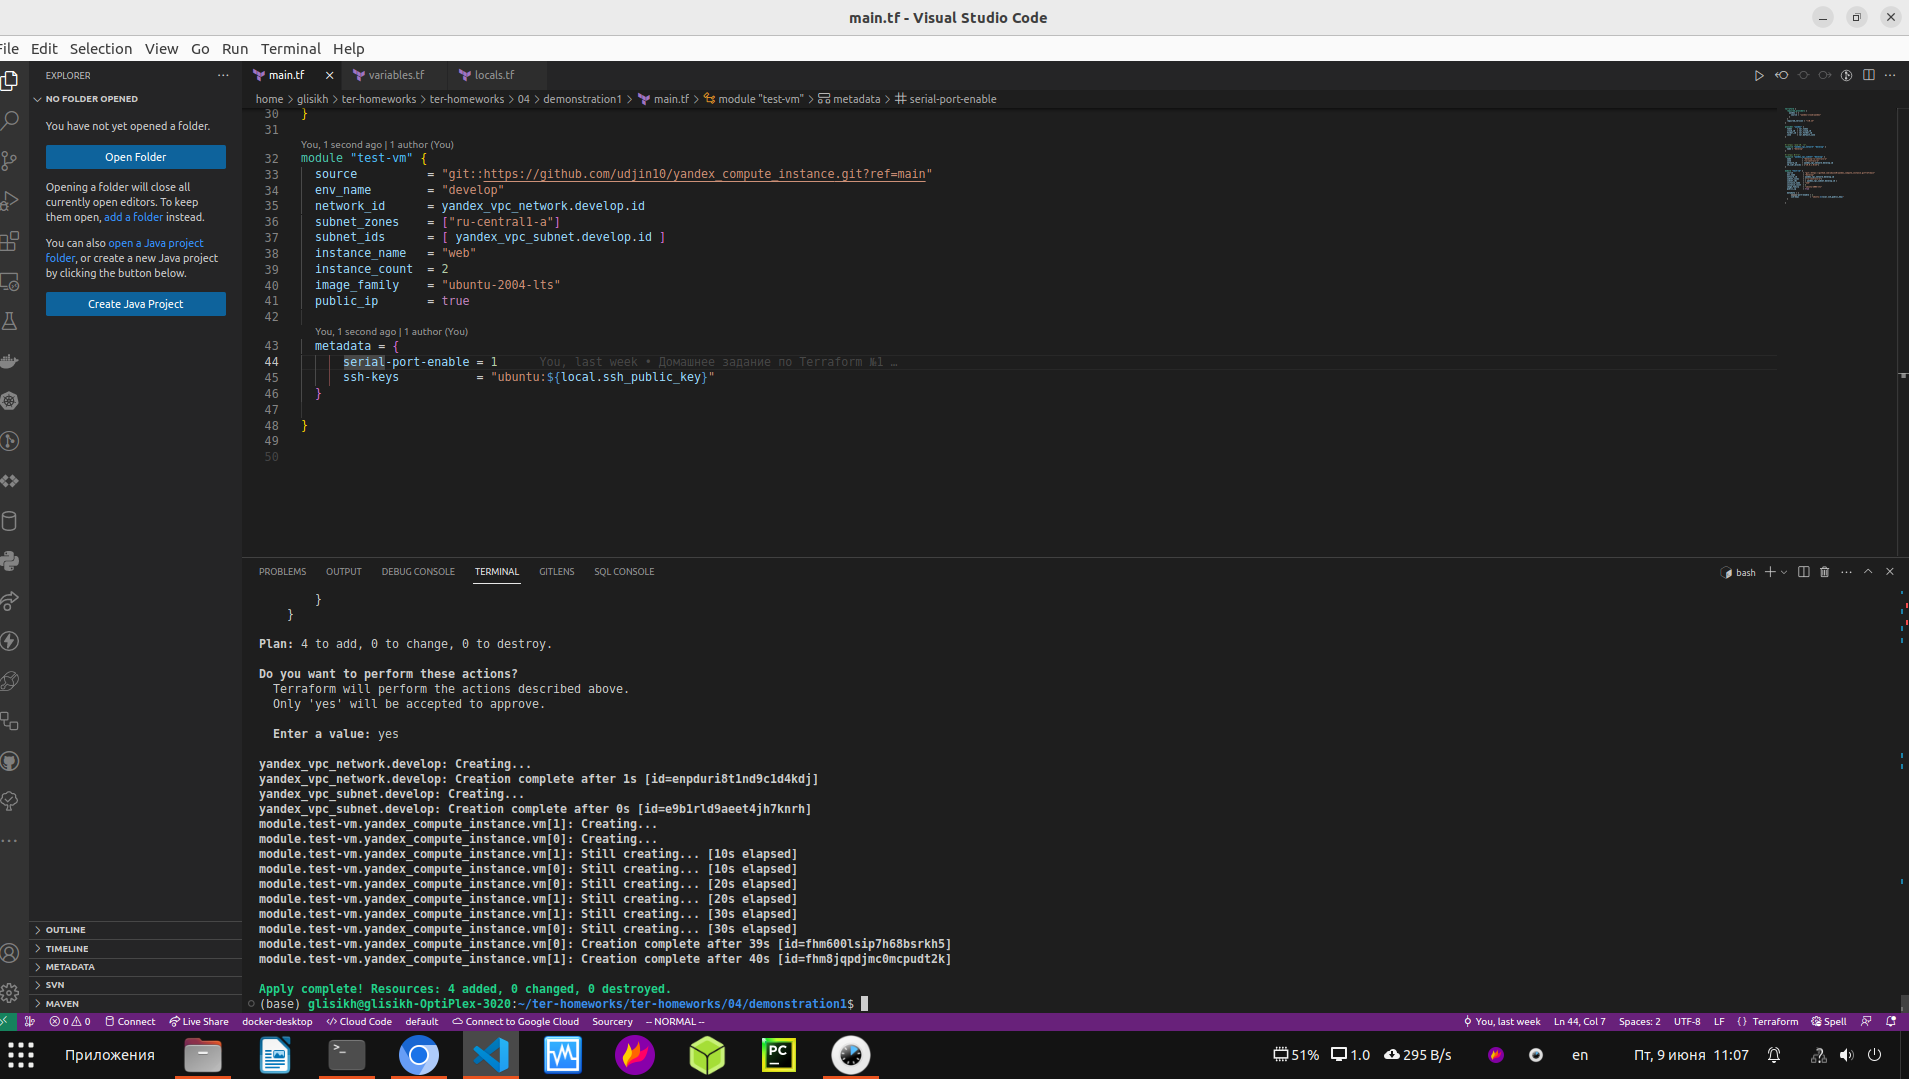 main.tf - Visual Studio Code
File Edit Selection View Go Run Terminal Help
EXPLORER
NO FOLDER OPENED
You have not yet opened a folder.
Open Folder
Opening a folder will close all
currently open editors. To keep
them open, add a folder instead.
You can also open a Java project
folder, or create a new Java project
by clicking the button below.
Create Java Project
OUTLINE
TIMELINE
METADATA
SVN
MAVEN
main.tf variables.tf locals.tf
home > glisikh > ter-homeworks > ter-homeworks > 04 > demonstration1 > main.tf > module "test-vm" > metadata > serial-port-enable
30 }
31
You, 1 second ago | 1 author (You)
32 module "test-vm" {
33 source = "git::https://github.com/udjin10/yandex_compute_instance.git?ref=main"
34 env_name = "develop"
35 network_id = yandex_vpc_network.develop.id
36 subnet_zones = ["ru-central1-a"]
37 subnet_ids = [ yandex_vpc_subnet.develop.id ]
38 instance_name = "web"
39 instance_count = 2
40 image_family = "ubuntu-2004-lts"
41 public_ip = true
42
You, 1 second ago | 1 author (You)
43 metadata = {
44 serial-port-enable = 1 You, last week • Домашнее задание по Terraform №1 …
45 ssh-keys = "ubuntu:${local.ssh_public_key}"
46 }
47
48 }
49
50
PROBLEMS OUTPUT DEBUG CONSOLE TERMINAL GITLENS SQL CONSOLE
bash
}
}
Plan: 4 to add, 0 to change, 0 to destroy.
Do you want to perform these actions?
Terraform will perform the actions described above.
Only 'yes' will be accepted to approve.
Enter a value: yes
yandex_vpc_network.develop: Creating...
yandex_vpc_network.develop: Creation complete after 1s [id=enpduri8t1nd9c1d4kdj]
yandex_vpc_subnet.develop: Creating...
yandex_vpc_subnet.develop: Creation complete after 0s [id=e9b1rld9aeet4jh7knrh]
module.test-vm.yandex_compute_instance.vm[1]: Creating...
module.test-vm.yandex_compute_instance.vm[0]: Creating...
module.test-vm.yandex_compute_instance.vm[1]: Still creating... [10s elapsed]
module.test-vm.yandex_compute_instance.vm[0]: Still creating... [10s elapsed]
module.test-vm.yandex_compute_instance.vm[0]: Still creating... [20s elapsed]
module.test-vm.yandex_compute_instance.vm[1]: Still creating... [20s elapsed]
module.test-vm.yandex_compute_instance.vm[1]: Still creating... [30s elapsed]
module.test-vm.yandex_compute_instance.vm[0]: Still creating... [30s elapsed]
module.test-vm.yandex_compute_instance.vm[0]: Creation complete after 39s [id=fhm600lsip7h68bsrkh5]
module.test-vm.yandex_compute_instance.vm[1]: Creation complete after 40s [id=fhm8jqpdjmc0mcpudt2k]
Apply complete! Resources: 4 added, 0 changed, 0 destroyed.
(base) glisikh@glisikh-OptiPlex-3020:~/ter-homeworks/ter-homeworks/04/demonstration1$
0 0 Connect Live Share docker-desktop Cloud Code default Connect to Google Cloud Sourcery -- NORMAL -- You, last week Ln 44, Col 7 Spaces: 2 UTF-8 LF {} Terraform Spell
Приложения PC 51% 1.0 295 B/s en Пт, 9 июня 11:07